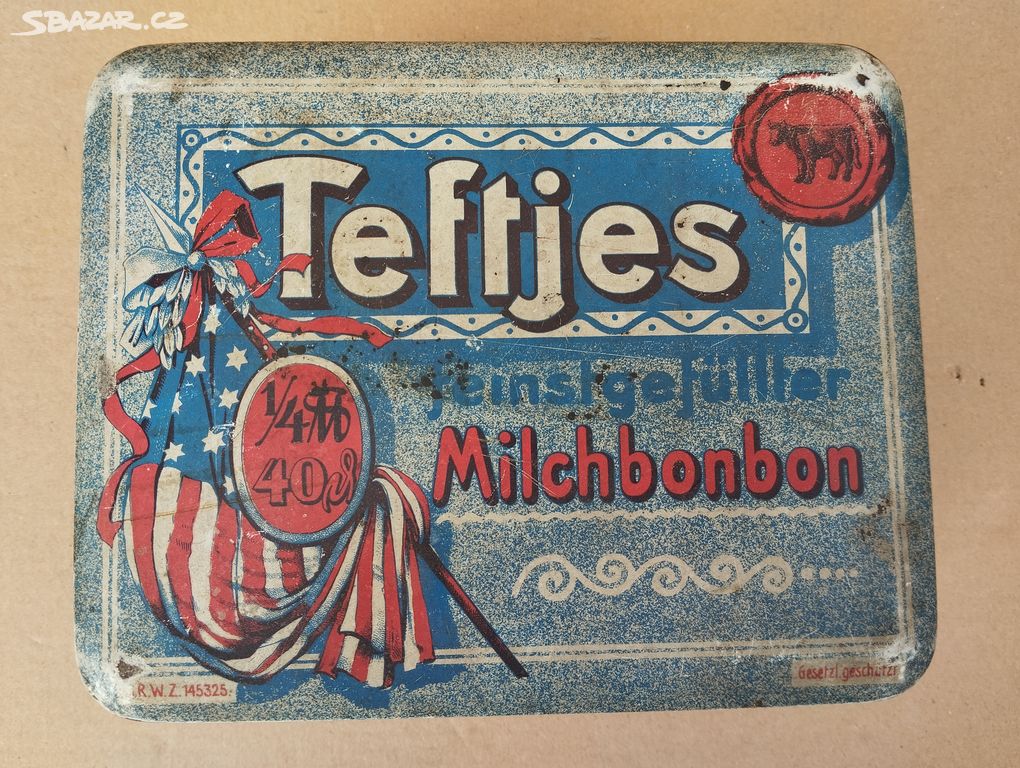 SBAZAR.CZ
Teftjes
feinstgefüllter
Milchbonbon
1/4 ℔
40 ₰
R.W.Z. 145325.
Gesetzl. geschützt